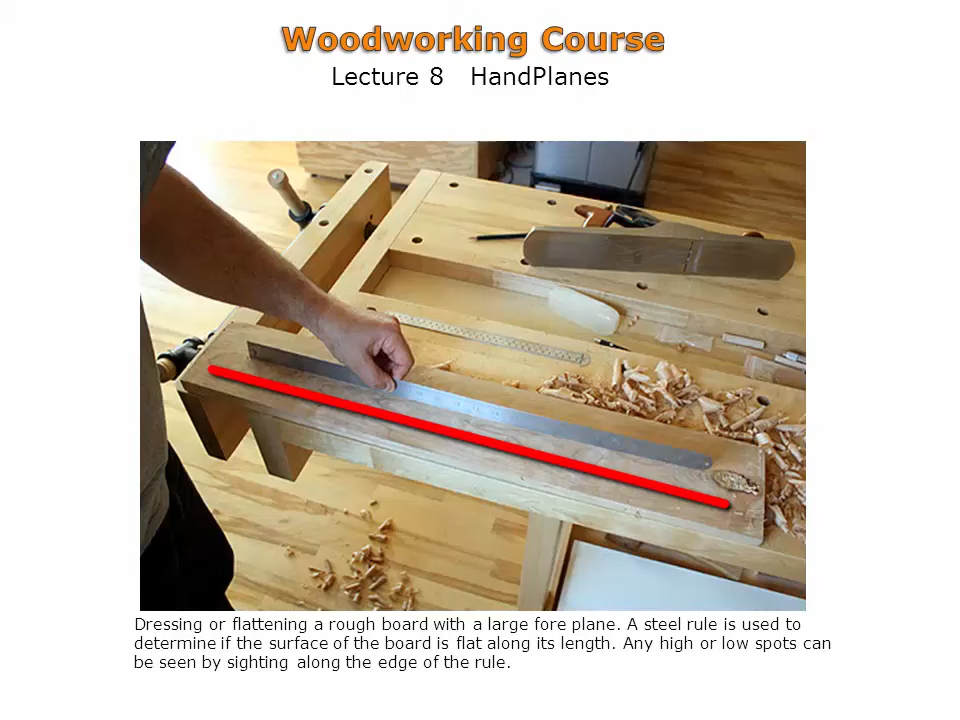 Woodworking Course
Lecture 8 HandPlanes
Dressing or flattening a rough board with a large fore plane. A steel rule is used to
determine if the surface of the board is flat along its length. Any high or low spots can
be seen by sighting along the edge of the rule.